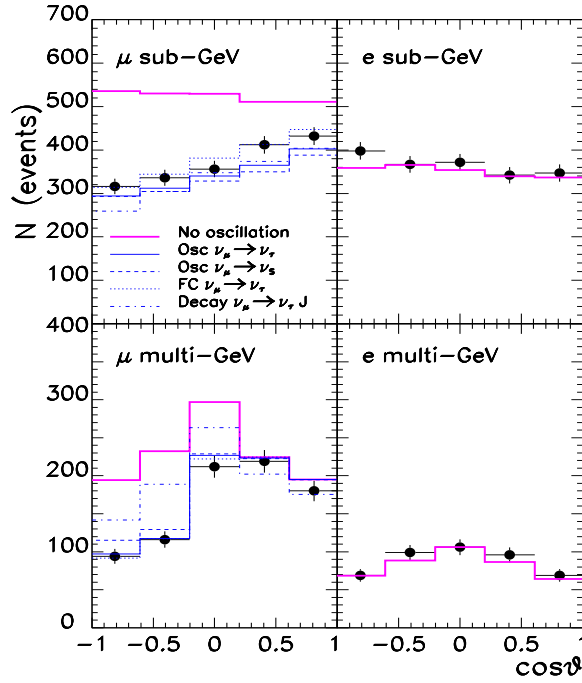 700
600
500
400
300
200
100
0
N (events)
μ sub-GeV
e sub-GeV
No oscillation
Osc νμ→ντ
Osc νμ→νs
FC νμ→ντ
Decay νμ→ντ J
400
300
200
100
0
μ multi-GeV
e multi-GeV
-1 -0.5 0 0.5 1 -0.5 0 0.5 1
cosϑ